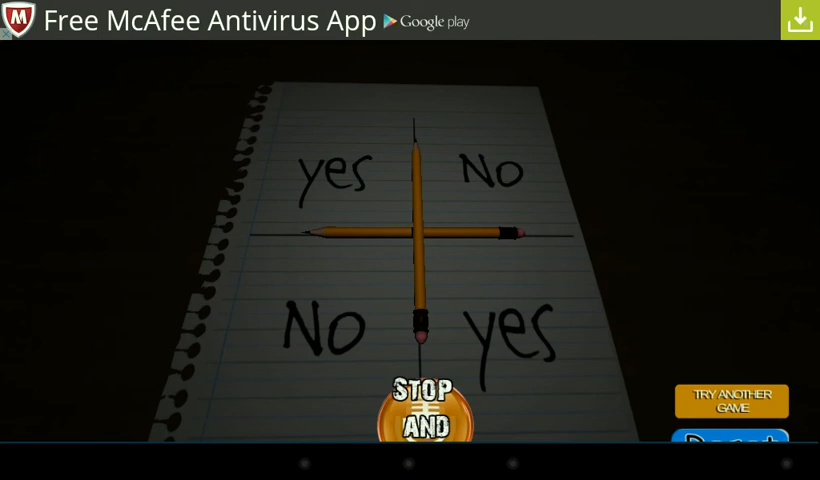 M Free McAfee Antivirus App Google play
yes No
No yes
STOP
AND
TRY ANOTHER
GAME